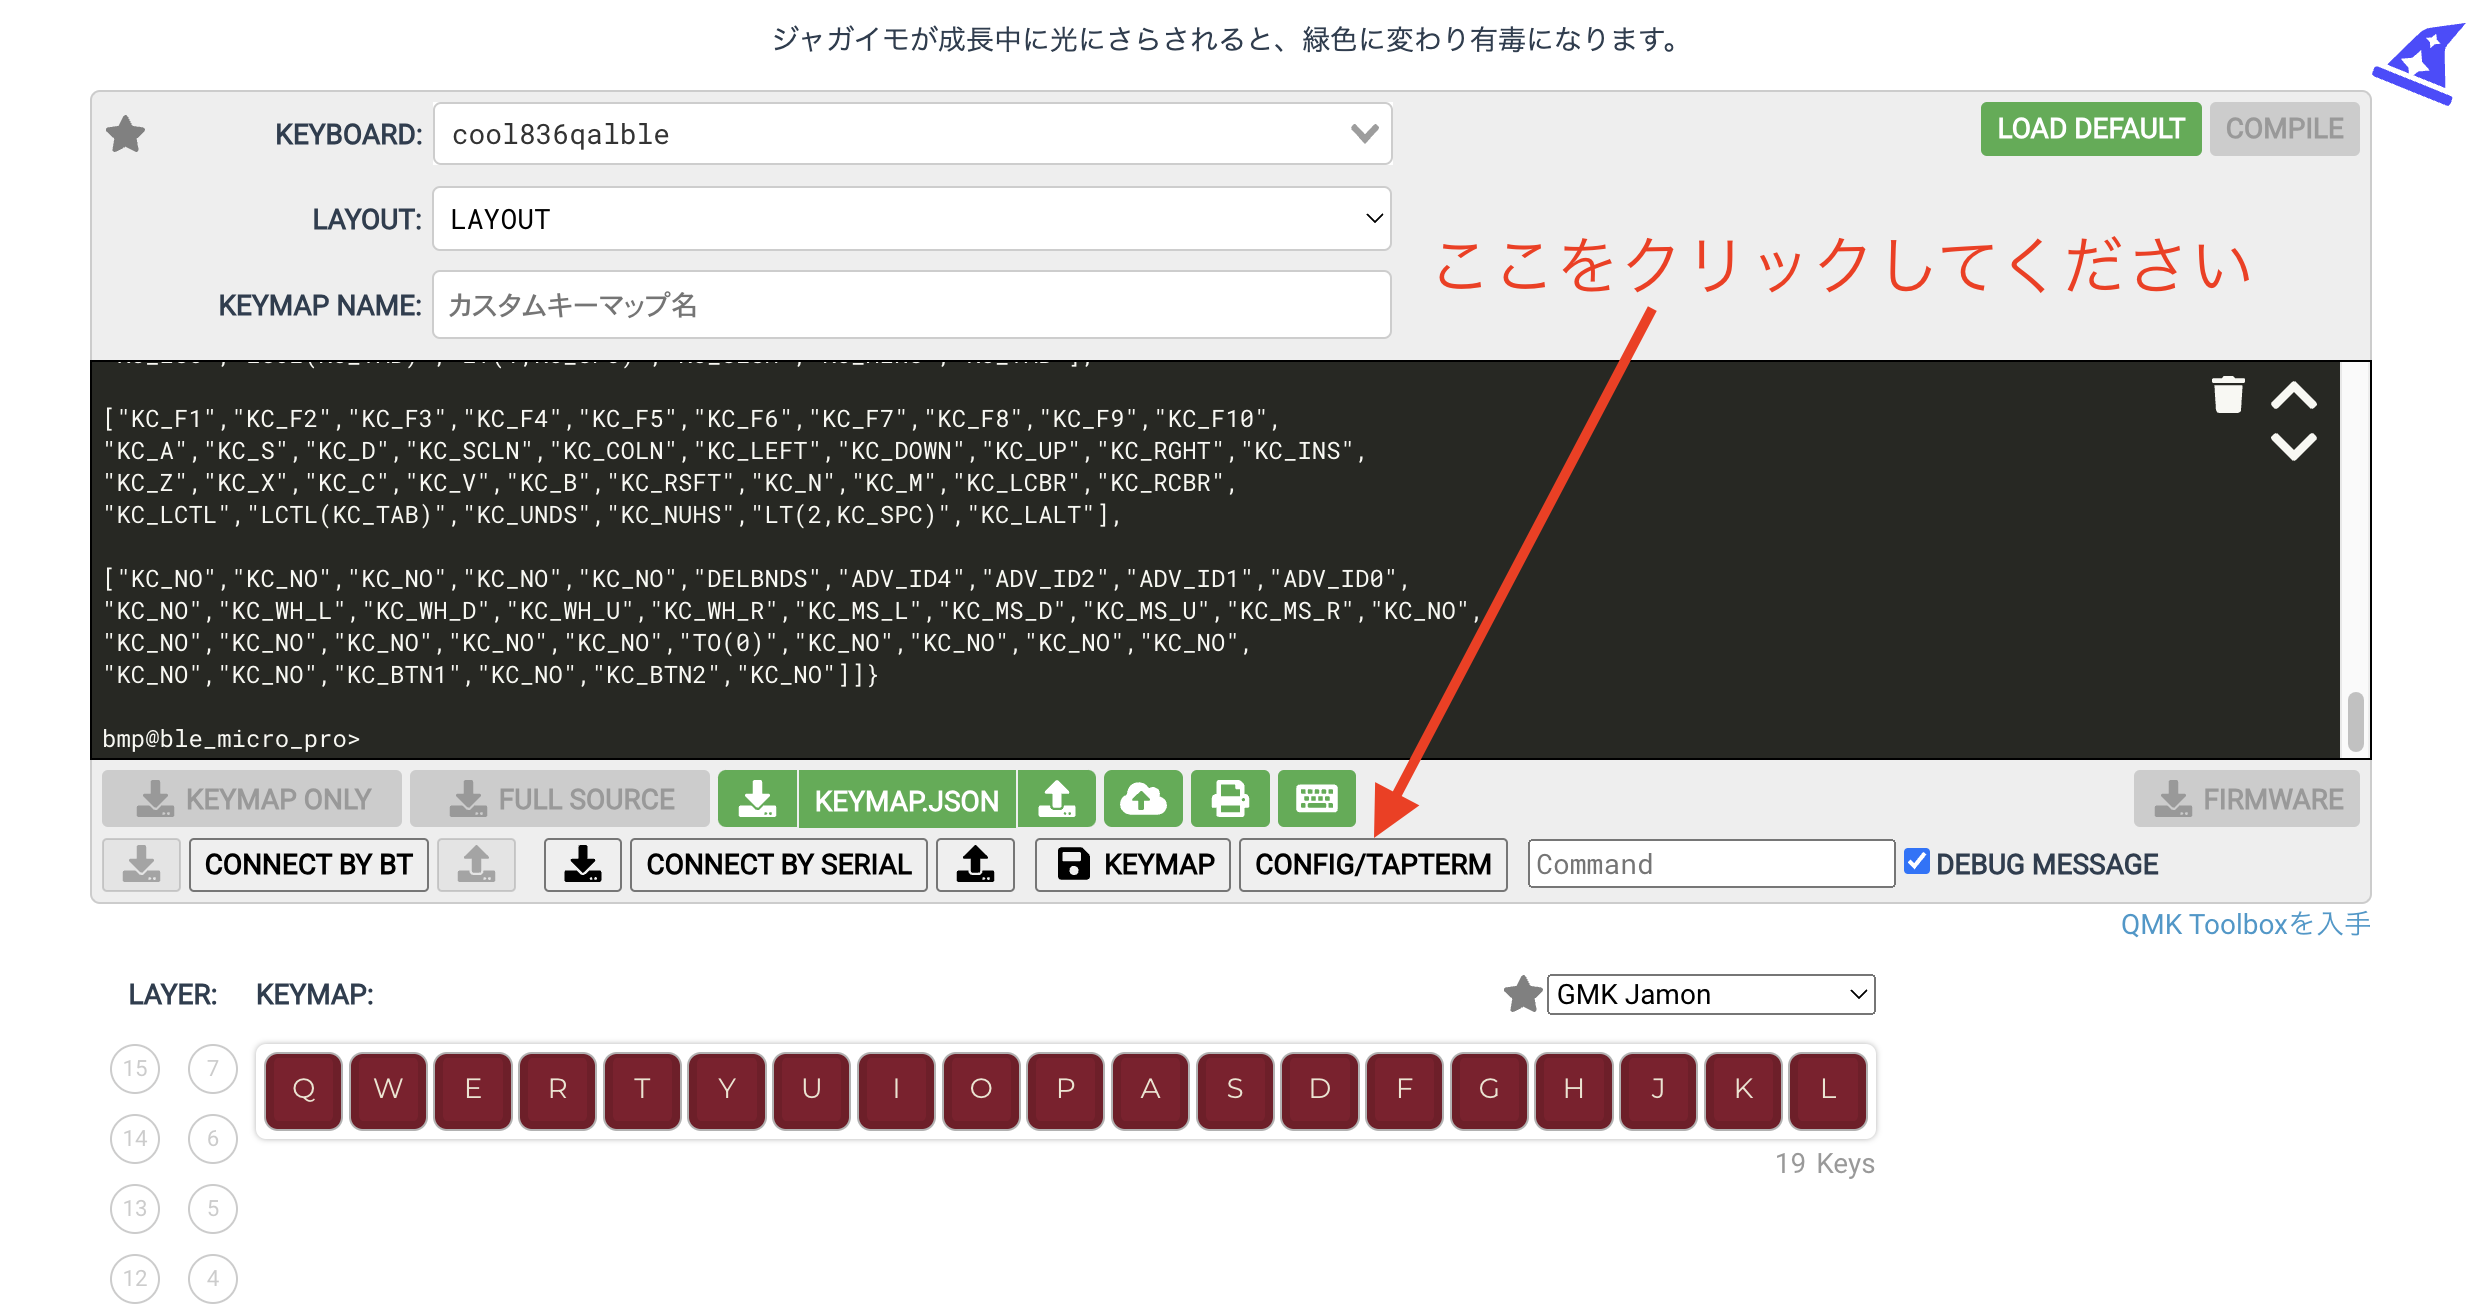 ジャガイモが成長中に光にさらされると、緑色に変わり有毒になります。
KEYBOARD: cool836qalble LOAD DEFAULT COMPILE
LAYOUT: LAYOUT
ここをクリックしてください
KEYMAP NAME: カスタムキーマップ名
["KC_F1","KC_F2","KC_F3","KC_F4","KC_F5","KC_F6","KC_F7","KC_F8","KC_F9","KC_F10",
"KC_A","KC_S","KC_D","KC_SCLN","KC_COLN","KC_LEFT","KC_DOWN","KC_UP","KC_RGHT","KC_INS",
"KC_Z","KC_X","KC_C","KC_V","KC_B","KC_RSFT","KC_N","KC_M","KC_LCBR","KC_RCBR",
"KC_LCTL","LCTL(KC_TAB)","KC_UNDS","KC_NUHS","LT(2,KC_SPC)","KC_LALT"],
["KC_NO","KC_NO","KC_NO","KC_NO","KC_NO","DELBNDS","ADV_ID4","ADV_ID2","ADV_ID1","ADV_ID0",
"KC_NO","KC_WH_L","KC_WH_D","KC_WH_U","KC_WH_R","KC_MS_L","KC_MS_D","KC_MS_U","KC_MS_R","KC_NO",
"KC_NO","KC_NO","KC_NO","KC_NO","KC_NO","TO(0)","KC_NO","KC_NO","KC_NO","KC_NO",
"KC_NO","KC_NO","KC_BTN1","KC_NO","KC_BTN2","KC_NO"]]}
bmp@ble_micro_pro>
KEYMAP ONLY FULL SOURCE KEYMAP.JSON FIRMWARE
CONNECT BY BT CONNECT BY SERIAL KEYMAP CONFIG/TAPTERM Command DEBUG MESSAGE
QMK Toolboxを入手
LAYER: KEYMAP: GMK Jamon
15 7 Q W E R T Y U I O P A S D F G H J K L
14 6
19 Keys
13 5
12 4